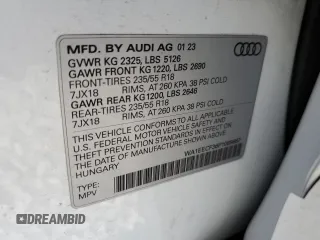 MFD. BY AUDI AG 01 23
GVWR KG 2325, LBS 5126
GAWR FRONT KG1220, LBS 2690
FRONT-TIRES 235/55 R18
7JX18 RIMS, AT 260 KPA 38 PSI COLD
GAWR REAR KG1200, LBS 2646
REAR-TIRES 235/55 R18
7JX18 RIMS, AT 260 KPA 38 PSI COLD
THIS VEHICLE CONFORMS TO ALL APPLICABLE
FEDERAL MOTOR VEHICLE SAFETY AND
THEFT PREVENTION STANDARDS IN EFFECT ON
THE DATE OF MANUFACTURE SHOWN ABOVE.
HUNGARY
TYPE:
MPV
© DREAMBID.COM